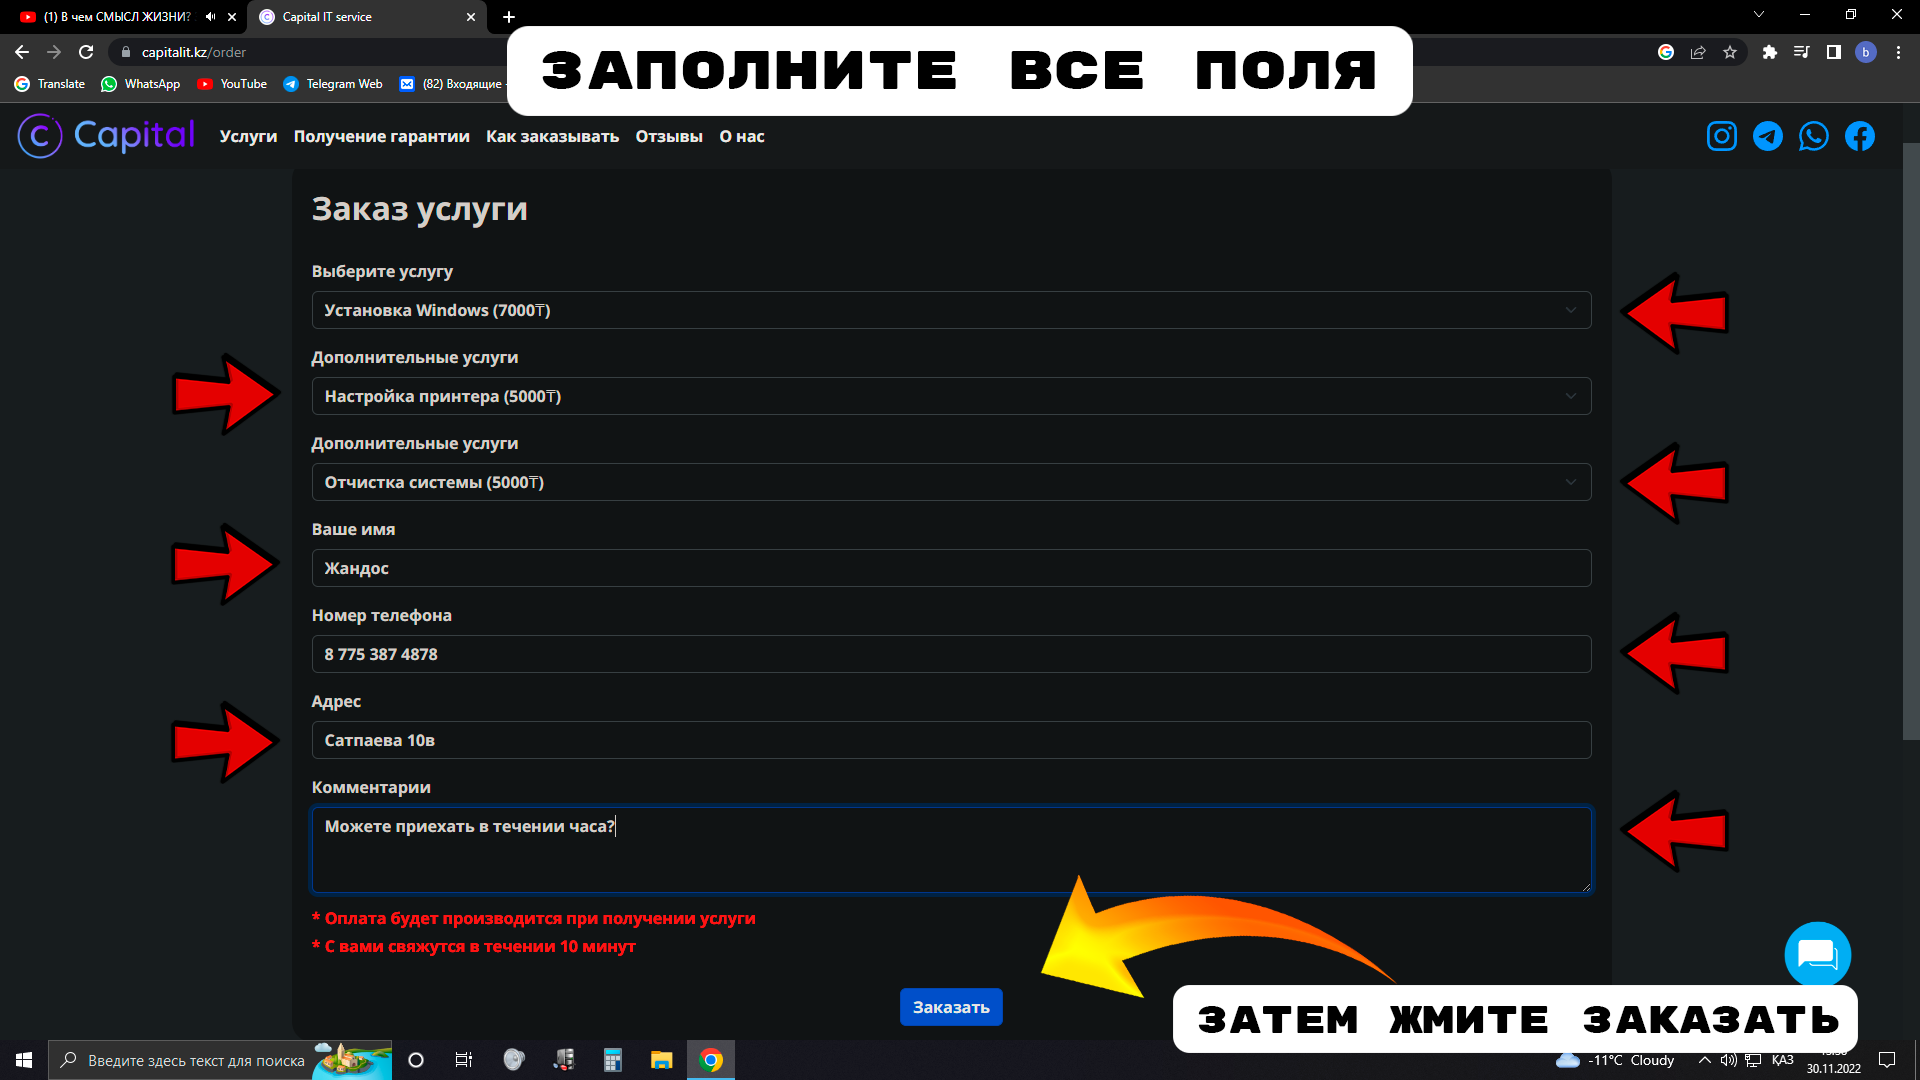 (1) В чем СМЫСЛ ЖИЗНИ?
Capital IT service
capitalit.kz/order
ЗАПОЛНИТЕ ВСЕ ПОЛЯ
b
Translate
WhatsApp
YouTube
Telegram Web
(82) Входящие
C Capital
Услуги
Получение гарантии
Как заказывать
Отзывы
О нас
Заказ услуги
Выберите услугу
Установка Windows (7000₸)
Дополнительные услуги
Настройка принтера (5000₸)
Дополнительные услуги
Отчистка системы (5000₸)
Ваше имя
Жандос
Номер телефона
8 775 387 4878
Адрес
Сатпаева 10в
Комментарии
Можете приехать в течении часа?
* Оплата будет производится при получении услуги
* С вами свяжутся в течении 10 минут
Заказать
ЗАТЕМ ЖМИТЕ ЗАКАЗАТЬ
Введите здесь текст для поиска
-11°C Cloudy
ҚАЗ
30.11.2022